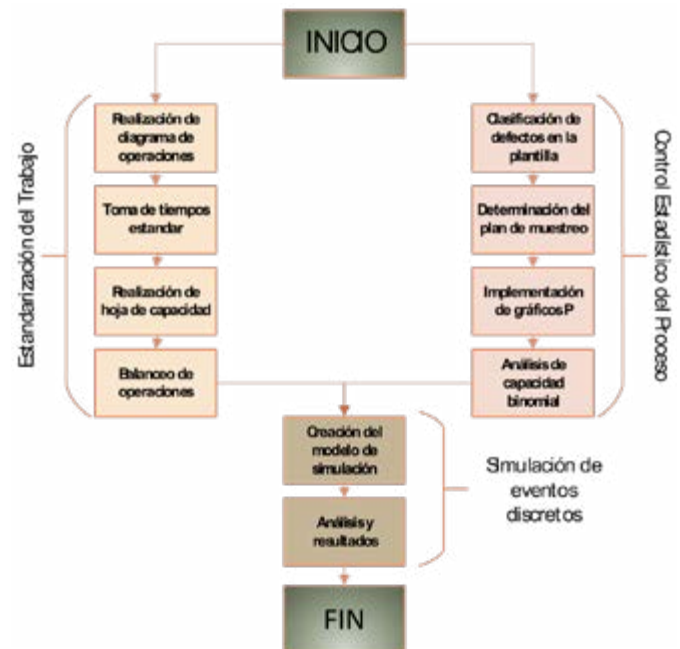 INICIO
Realización de
diagrama de
operaciones
Toma de tiempos
estandar
Realización de
hoja de capacidad
Balanceo de
operaciones
Estandarización del Trabajo
Clasificación de
defectos en la
plantilla
Determinación del
plan de muestreo
Implementación
de gráficos P
Análisis de
capacidad
binomial
Control Estadístico del Proceso
Creación del
modelo de
simulación
Análisis y
resultados
Simulación de
eventos
discretos
FIN